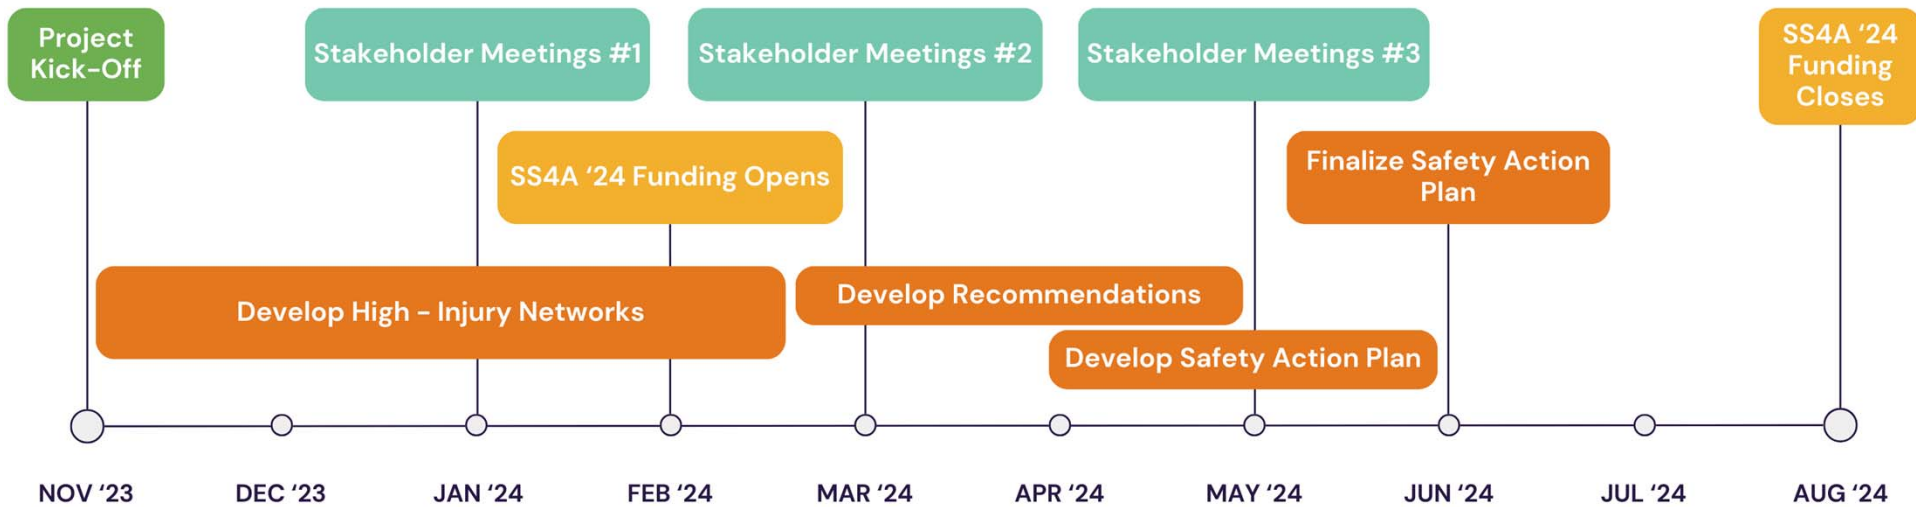 Project
Kick-Off
Stakeholder Meetings #1
Stakeholder Meetings #2
Stakeholder Meetings #3
SS4A ‘24
Funding
Closes
SS4A ‘24 Funding Opens
Finalize Safety Action
Plan
Develop High - Injury Networks
Develop Recommendations
Develop Safety Action Plan
NOV ‘23
DEC ‘23
JAN ‘24
FEB ‘24
MAR ‘24
APR ‘24
MAY ‘24
JUN ‘24
JUL ‘24
AUG ‘24